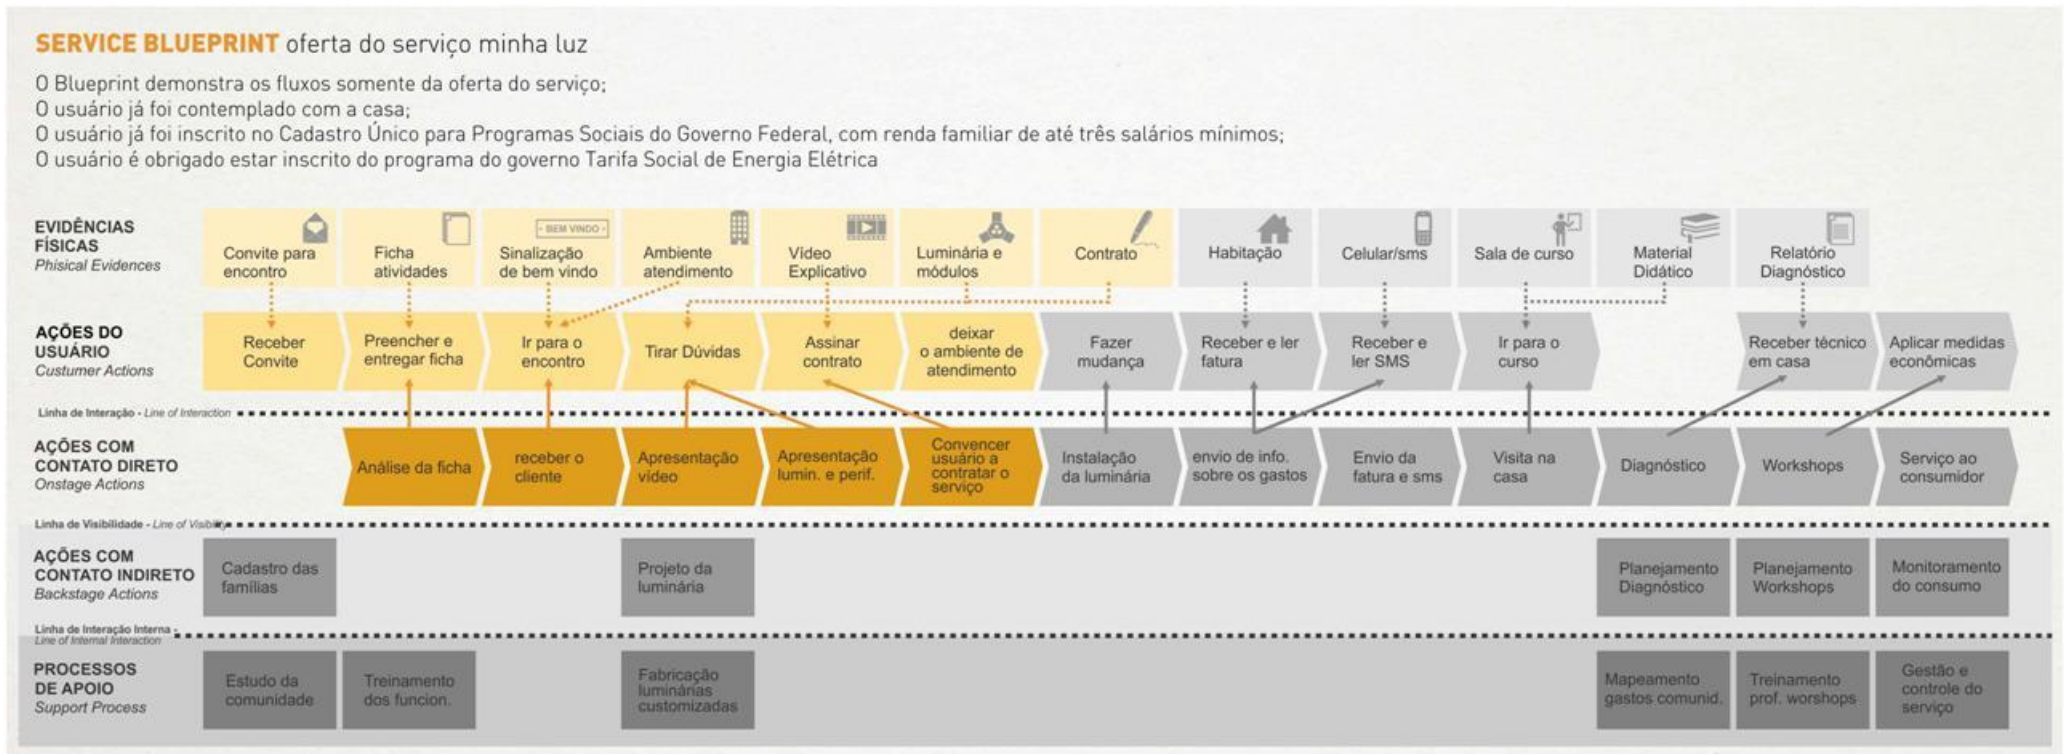 SERVICE BLUEPRINT oferta do serviço minha luz
O Blueprint demonstra os fluxos somente da oferta do serviço;
O usuário já foi contemplado com a casa;
O usuário já foi inscrito no Cadastro Único para Programas Sociais do Governo Federal, com renda familiar de até três salários mínimos;
O usuário é obrigado estar inscrito do programa do governo Tarifa Social de Energia Elétrica
EVIDÊNCIAS
FÍSICAS
Phisical Evidences
Convite para
encontro
Ficha
atividades
- BEM VINDO -
Sinalização
de bem vindo
Ambiente
atendimento
Vídeo
Explicativo
Luminária e
módulos
Contrato
Habitação
Celular/sms
Sala de curso
Material
Didático
Relatório
Diagnóstico
AÇÕES DO
USUÁRIO
Custumer Actions
Receber
Convite
Preencher e
entregar ficha
Ir para o
encontro
Tirar Dúvidas
Assinar
contrato
deixar
o ambiente de
atendimento
Fazer
mudança
Receber e ler
fatura
Receber e
ler SMS
Ir para o
curso
Receber técnico
em casa
Aplicar medidas
econômicas
Linha de Interação - Line of Interaction
AÇÕES COM
CONTATO DIRETO
Onstage Actions
Análise da ficha
receber o
cliente
Apresentação
vídeo
Apresentação
lumin. e perif.
Convencer
usuário a
contratar o
serviço
Instalação
da luminária
envio de info.
sobre os gastos
Envio da
fatura e sms
Visita na
casa
Diagnóstico
Workshops
Serviço ao
consumidor
Linha de Visibilidade - Line of Visibility
AÇÕES COM
CONTATO INDIRETO
Backstage Actions
Cadastro das
famílias
Projeto da
luminária
Planejamento
Diagnóstico
Planejamento
Workshops
Monitoramento
do consumo
Linha de Interação Interna -
Line of Internal Interaction
PROCESSOS
DE APOIO
Support Process
Estudo da
comunidade
Treinamento
dos funcion.
Fabricação
luminárias
customizadas
Mapeamento
gastos comunid.
Treinamento
prof. worshops
Gestão e
controle do
serviço